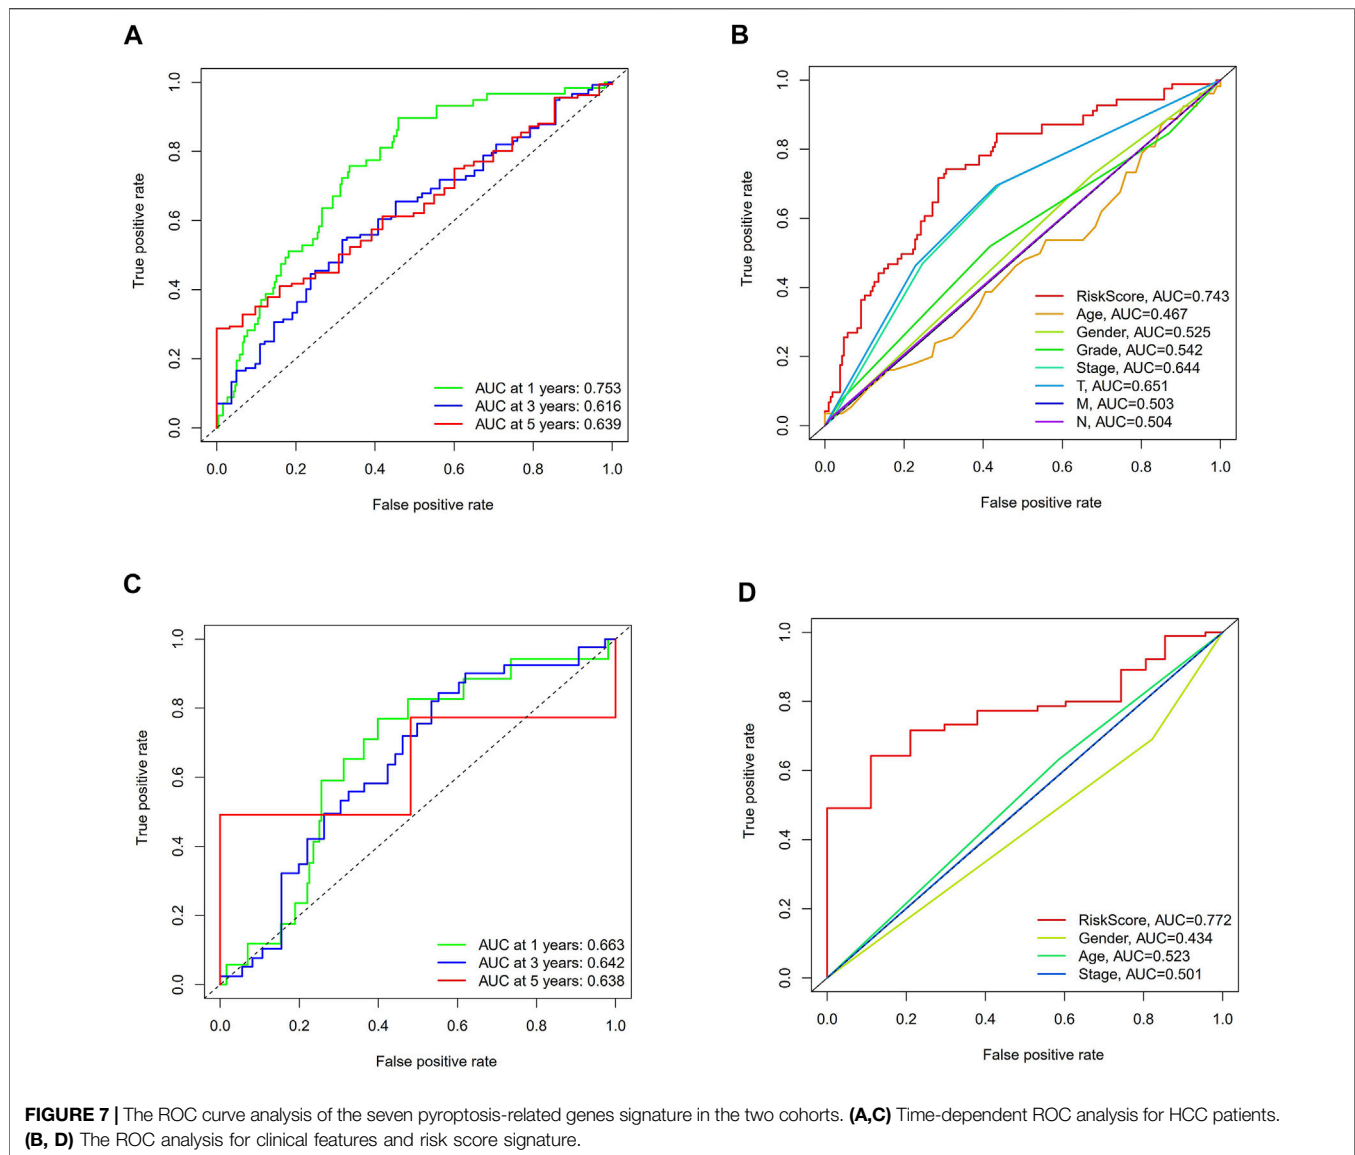 A
1.0
0.8
0.6
0.4
0.2
0.0
True positive rate
AUC at 1 years: 0.753
AUC at 3 years: 0.616
AUC at 5 years: 0.639
0.0 0.2 0.4 0.6 0.8 1.0
False positive rate
B
1.0
0.8
0.6
0.4
0.2
0.0
True positive rate
RiskScore, AUC=0.743
Age, AUC=0.467
Gender, AUC=0.525
Grade, AUC=0.542
Stage, AUC=0.644
T, AUC=0.651
M, AUC=0.503
N, AUC=0.504
0.0 0.2 0.4 0.6 0.8 1.0
False positive rate
C
1.0
0.8
0.6
0.4
0.2
0.0
True positive rate
AUC at 1 years: 0.663
AUC at 3 years: 0.642
AUC at 5 years: 0.638
0.0 0.2 0.4 0.6 0.8 1.0
False positive rate
D
1.0
0.8
0.6
0.4
0.2
0.0
True positive rate
RiskScore, AUC=0.772
Gender, AUC=0.434
Age, AUC=0.523
Stage, AUC=0.501
0.0 0.2 0.4 0.6 0.8 1.0
False positive rate
FIGURE 7 | The ROC curve analysis of the seven pyroptosis-related genes signature in the two cohorts. (A,C) Time-dependent ROC analysis for HCC patients.
(B, D) The ROC analysis for clinical features and risk score signature.